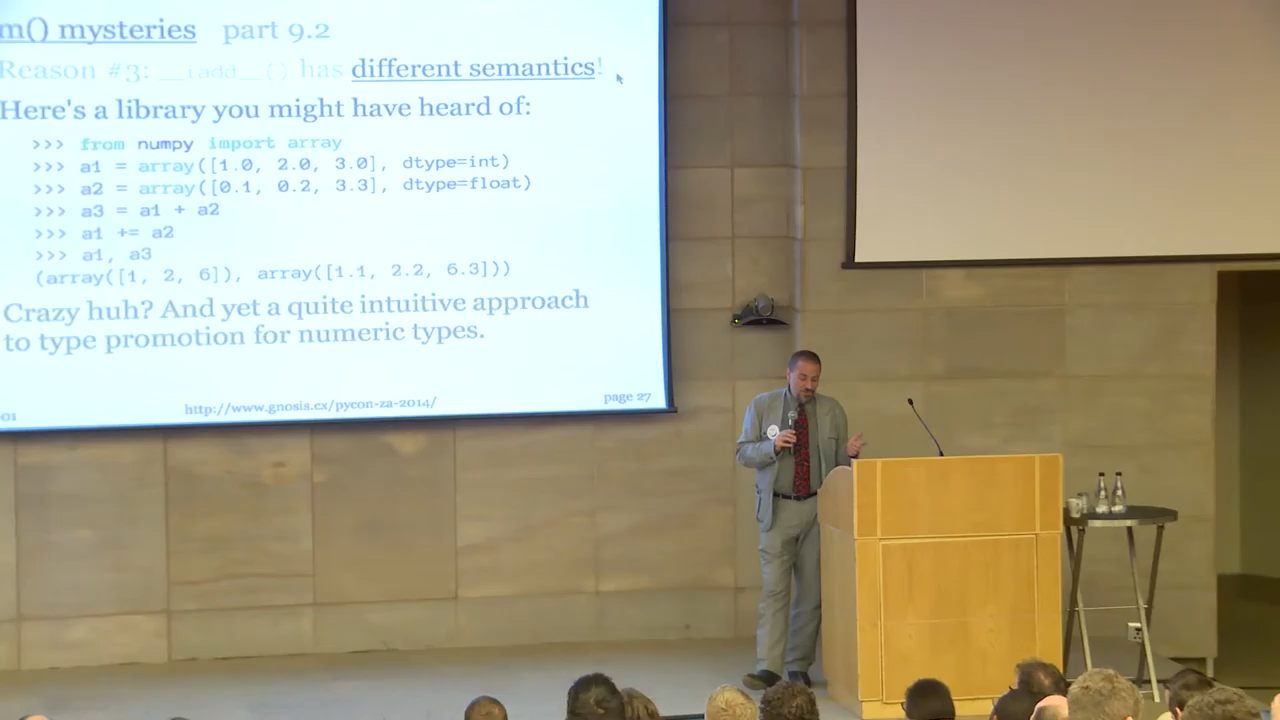 m() mysteries part 9.2
Reason #3: __iadd__() has different semantics!
Here's a library you might have heard of:
>>> from numpy import array
>>> a1 = array([1.0, 2.0, 3.0], dtype=int)
>>> a2 = array([0.1, 0.2, 3.3], dtype=float)
>>> a3 = a1 + a2
>>> a1 += a2
>>> a1, a3
(array([1, 2, 6]), array([1.1, 2.2, 6.3]))
Crazy huh? And yet a quite intuitive approach
to type promotion for numeric types.
01 http://www.gnosis.cx/pycon-za-2014/ page 27